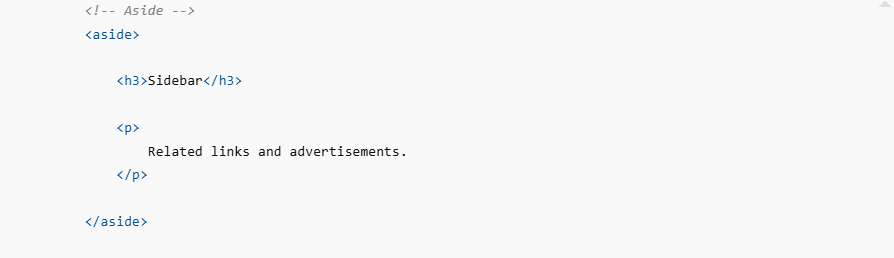 <!-- Aside -->
<aside>
<h3>Sidebar</h3>
<p>
Related links and advertisements.
</p>
</aside>